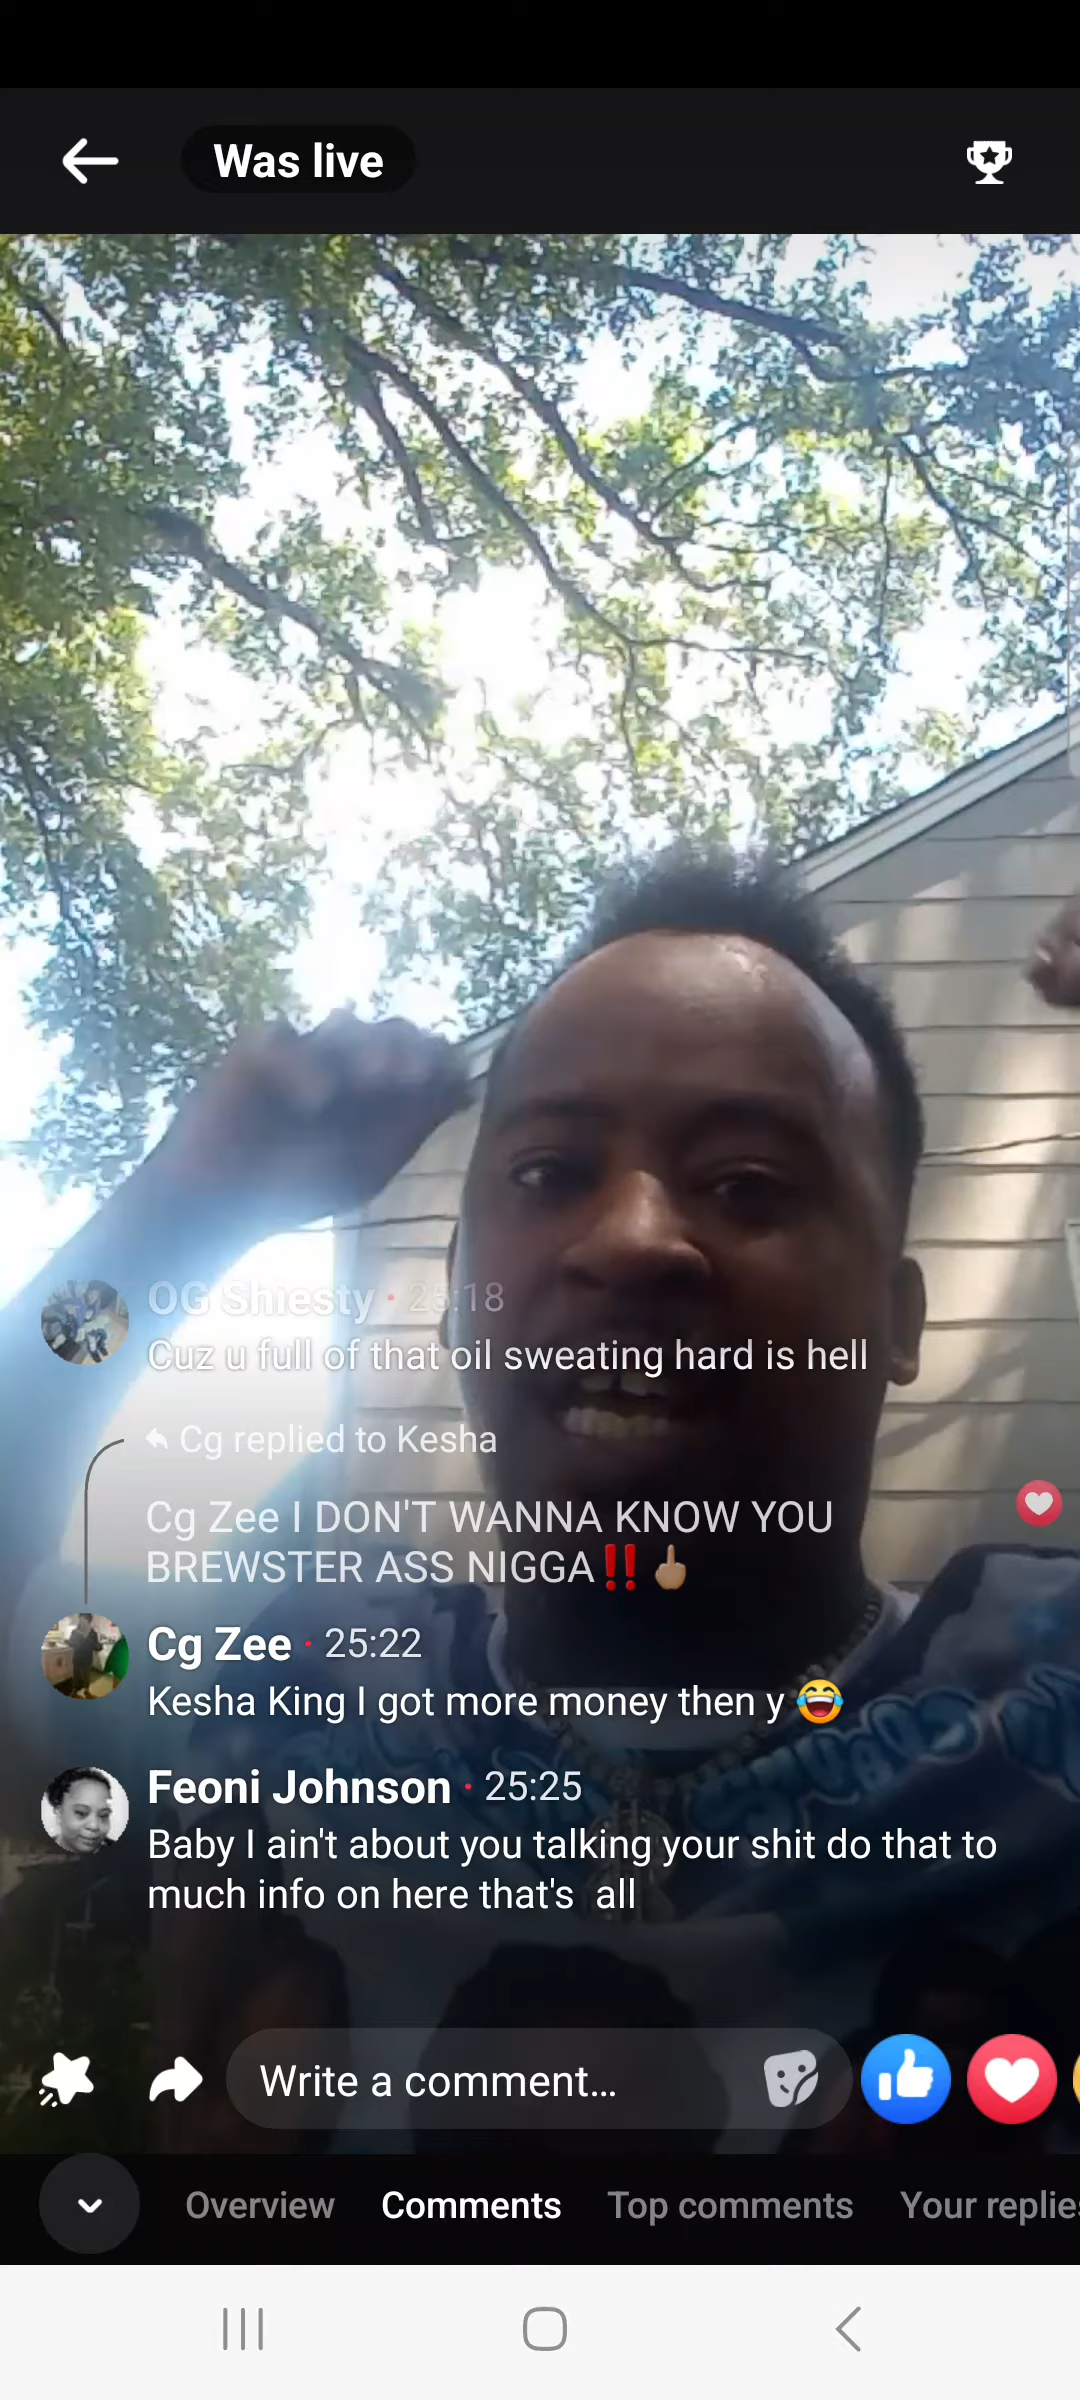 Was live
OG Shiesty · 25:18
Cuz u full of that oil sweating hard is hell
Cg replied to Kesha
Cg Zee I DON'T WANNA KNOW YOU
BREWSTER ASS NIGGA‼️🖕🏼
Cg Zee · 25:22
Kesha King I got more money then y 😂
Feoni Johnson · 25:25
Baby I ain't about you talking your shit do that to
much info on here that's  all
Write a comment...
Overview Comments Top comments Your replies